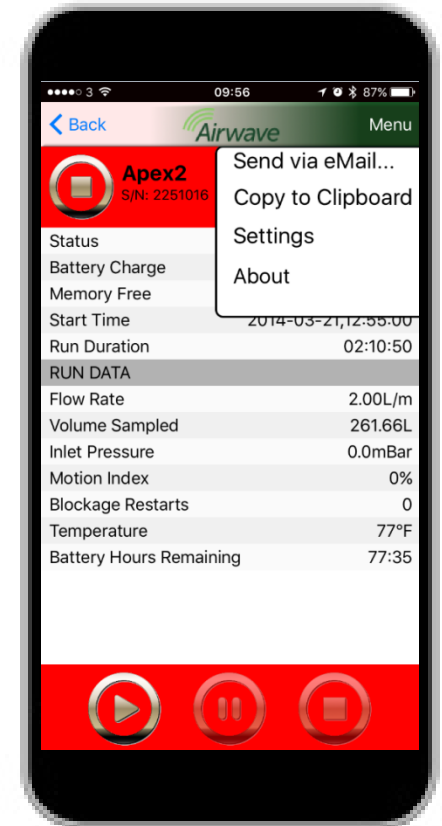 3 09:56 87%
Back Airwave Menu
Apex2
S/N: 2251016
Send via eMail...
Copy to Clipboard
Settings
About
Status
Battery Charge
Memory Free
Start Time 2014-03-21,12:55:00
Run Duration 02:10:50
RUN DATA
Flow Rate 2.00L/m
Volume Sampled 261.66L
Inlet Pressure 0.0mBar
Motion Index 0%
Blockage Restarts 0
Temperature 77°F
Battery Hours Remaining 77:35